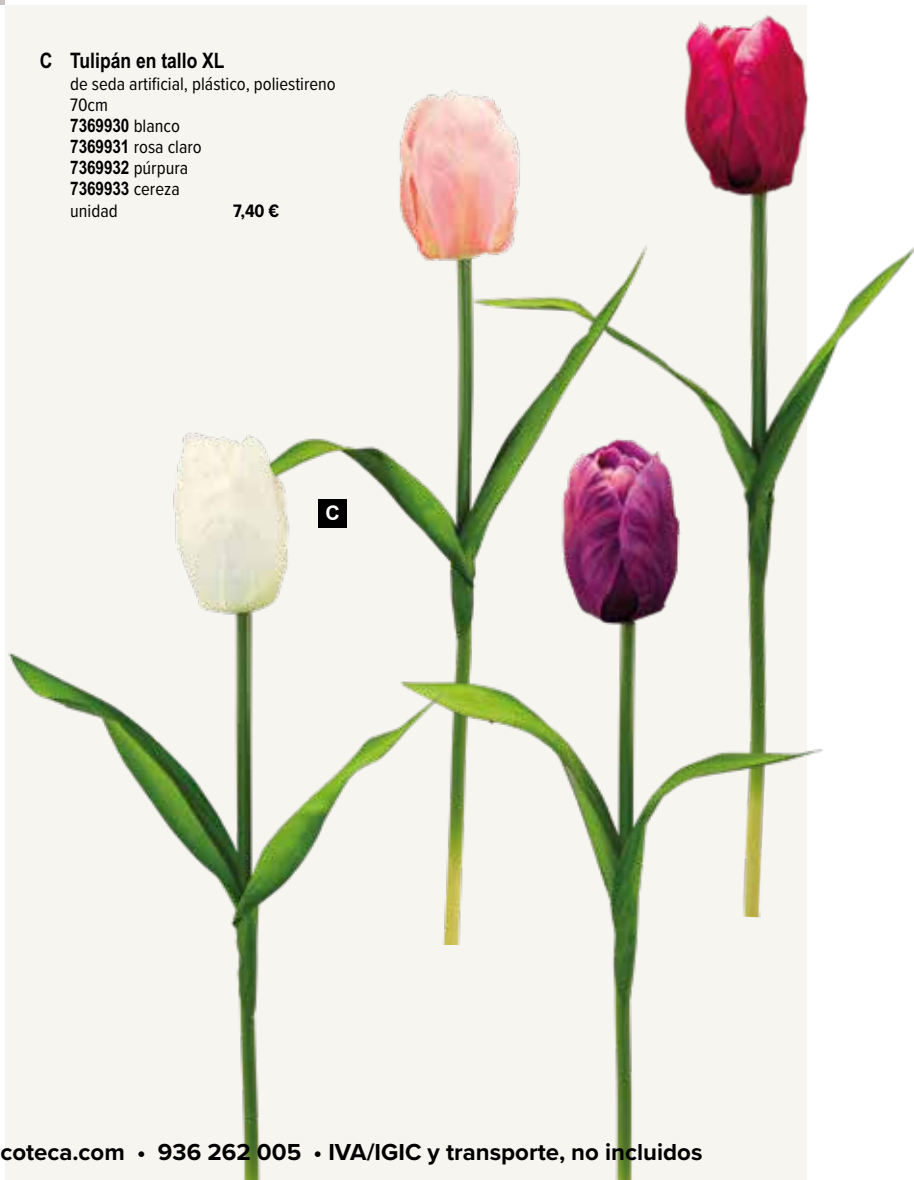 C Tulipán en tallo XL
de seda artificial, plástico, poliestireno
70cm
7369930 blanco
7369931 rosa claro
7369932 púrpura
7369933 cereza
unidad 7,40 €
C
coteca.com • 936 262 005 • IVA/IGIC y transporte, no incluidos